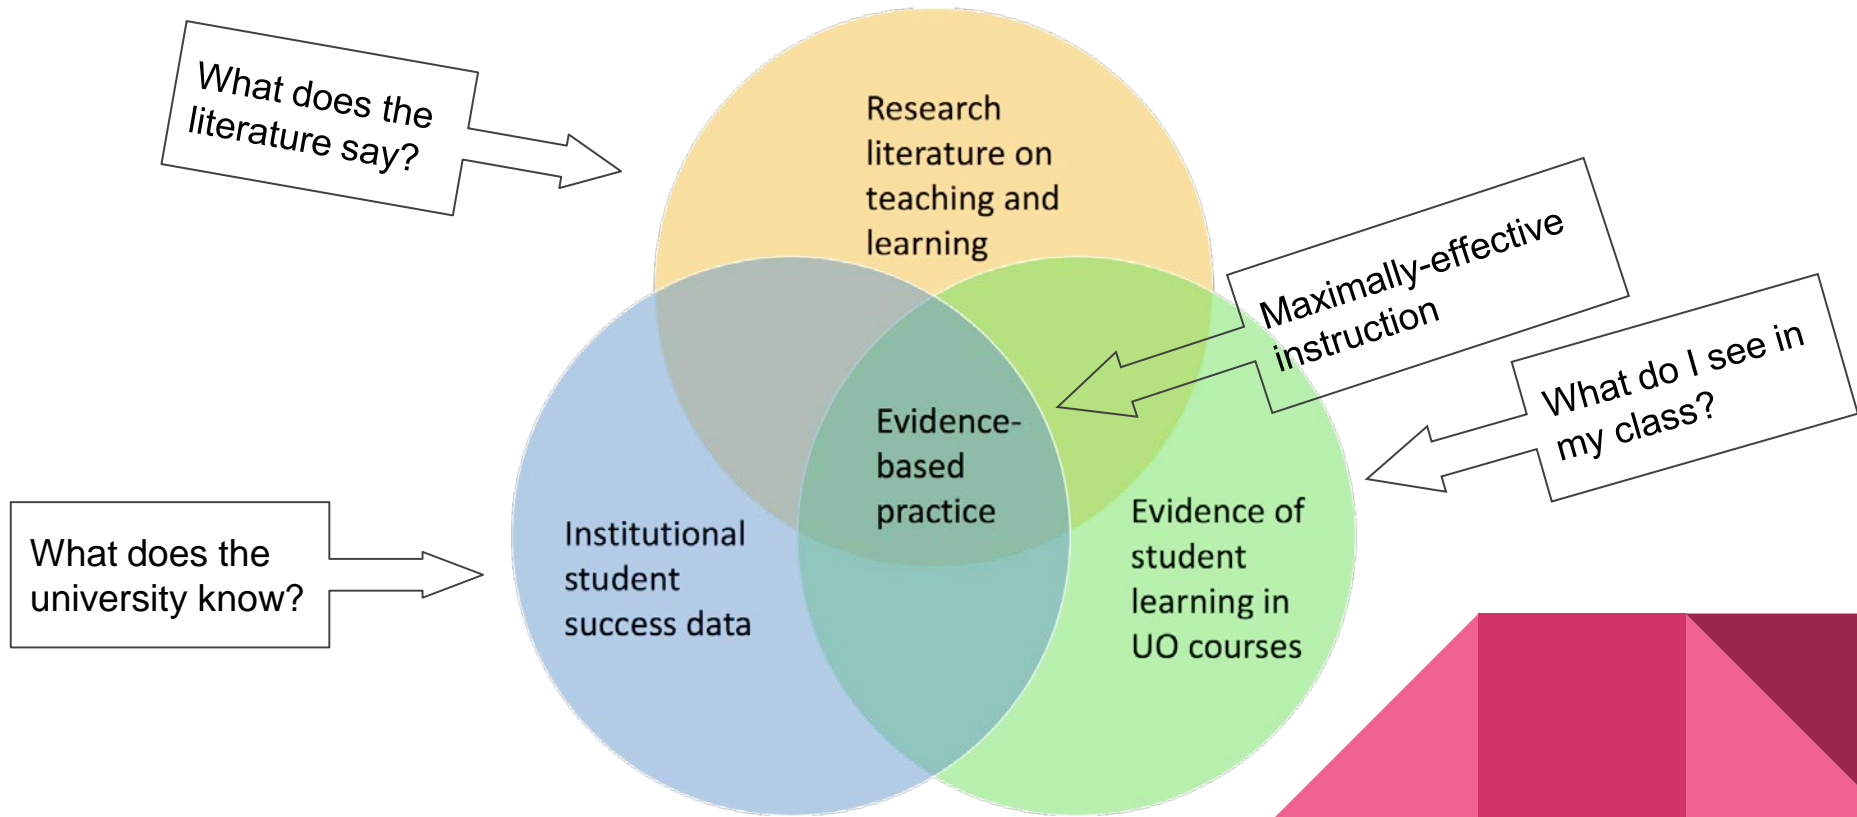 What does the
literature say?
Research
literature on
teaching and
learning
Maximally-effective
instruction
What do I see in
my class?
Evidence-
based
practice
What does the
university know?
Institutional
student
success data
Evidence of
student
learning in
UO courses